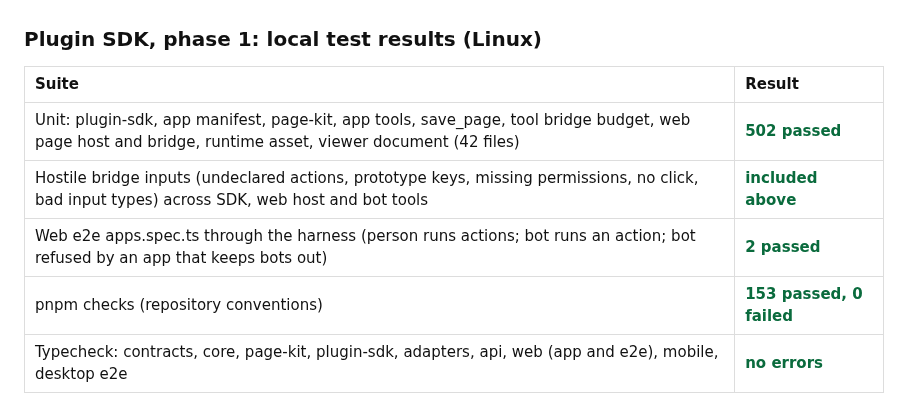 Plugin SDK, phase 1: local test results (Linux)
Suite
Result
Unit: plugin-sdk, app manifest, page-kit, app tools, save_page, tool bridge budget, web
page host and bridge, runtime asset, viewer document (42 files)
502 passed
Hostile bridge inputs (undeclared actions, prototype keys, missing permissions, no click,
bad input types) across SDK, web host and bot tools
included
above
Web e2e apps.spec.ts through the harness (person runs actions; bot runs an action; bot
refused by an app that keeps bots out)
2 passed
pnpm checks (repository conventions)
153 passed, 0
failed
Typecheck: contracts, core, page-kit, plugin-sdk, adapters, api, web (app and e2e), mobile,
desktop e2e
no errors